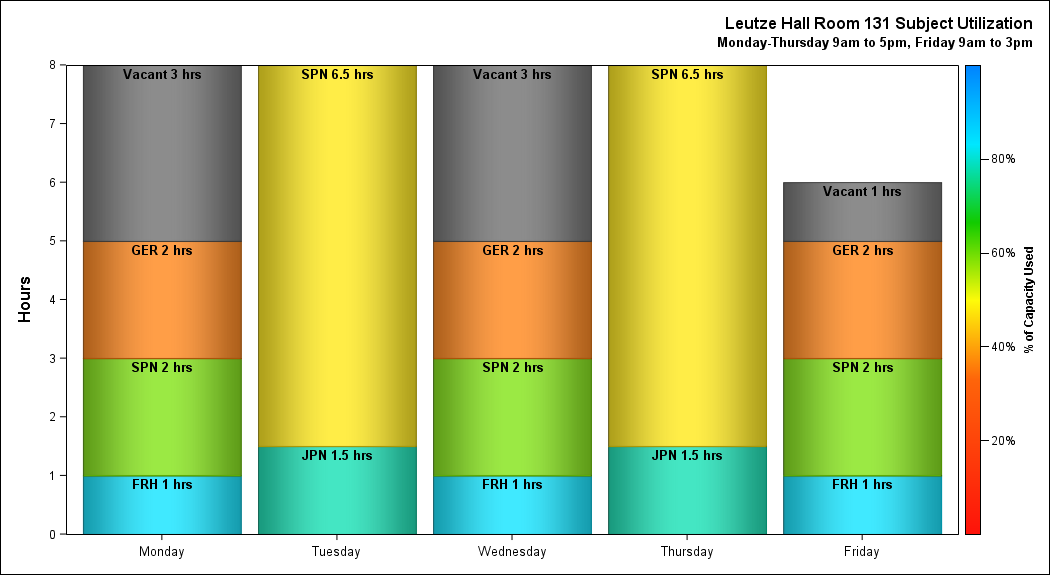 Leutze Hall Room 131 Subject Utilization
Monday-Thursday 9am to 5pm, Friday 9am to 3pm
Hours
8
7
6
5
4
3
2
1
0
Vacant 3 hrs
GER 2 hrs
SPN 2 hrs
FRH 1 hrs
SPN 6.5 hrs
JPN 1.5 hrs
Vacant 3 hrs
GER 2 hrs
SPN 2 hrs
FRH 1 hrs
SPN 6.5 hrs
JPN 1.5 hrs
Vacant 1 hrs
GER 2 hrs
SPN 2 hrs
FRH 1 hrs
Monday
Tuesday
Wednesday
Thursday
Friday
80%
60%
40%
20%
% of Capacity Used